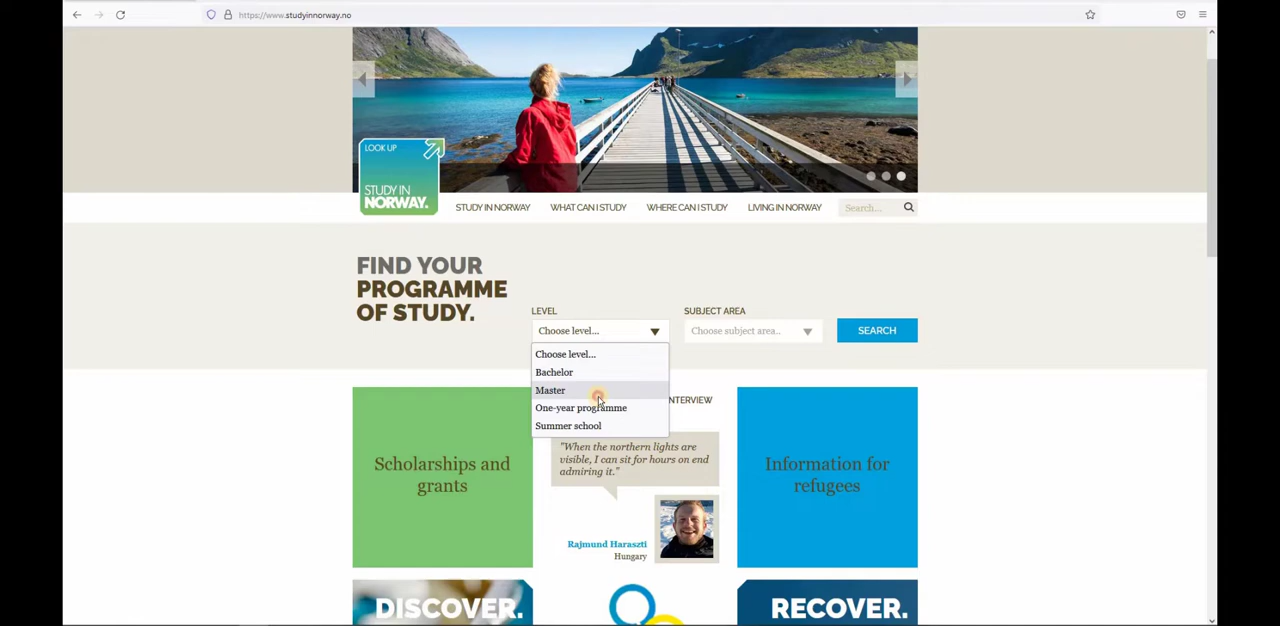 https://www.studyinnorway.no
LOOK UP
STUDY IN
NORWAY.
STUDY IN NORWAY
WHAT CAN I STUDY
WHERE CAN I STUDY
LIVING IN NORWAY
Search...
FIND YOUR
PROGRAMME
OF STUDY.
LEVEL
SUBJECT AREA
Choose level...
Choose subject area..
SEARCH
Choose level...
Bachelor
Master
One-year programme
Summer school
NTERVIEW
Scholarships and
grants
"When the northern lights are
visible, I can sit for hours on end
admiring it."
Rajmund Haraszti
Hungary
Information for
refugees
DISCOVER.
RECOVER.